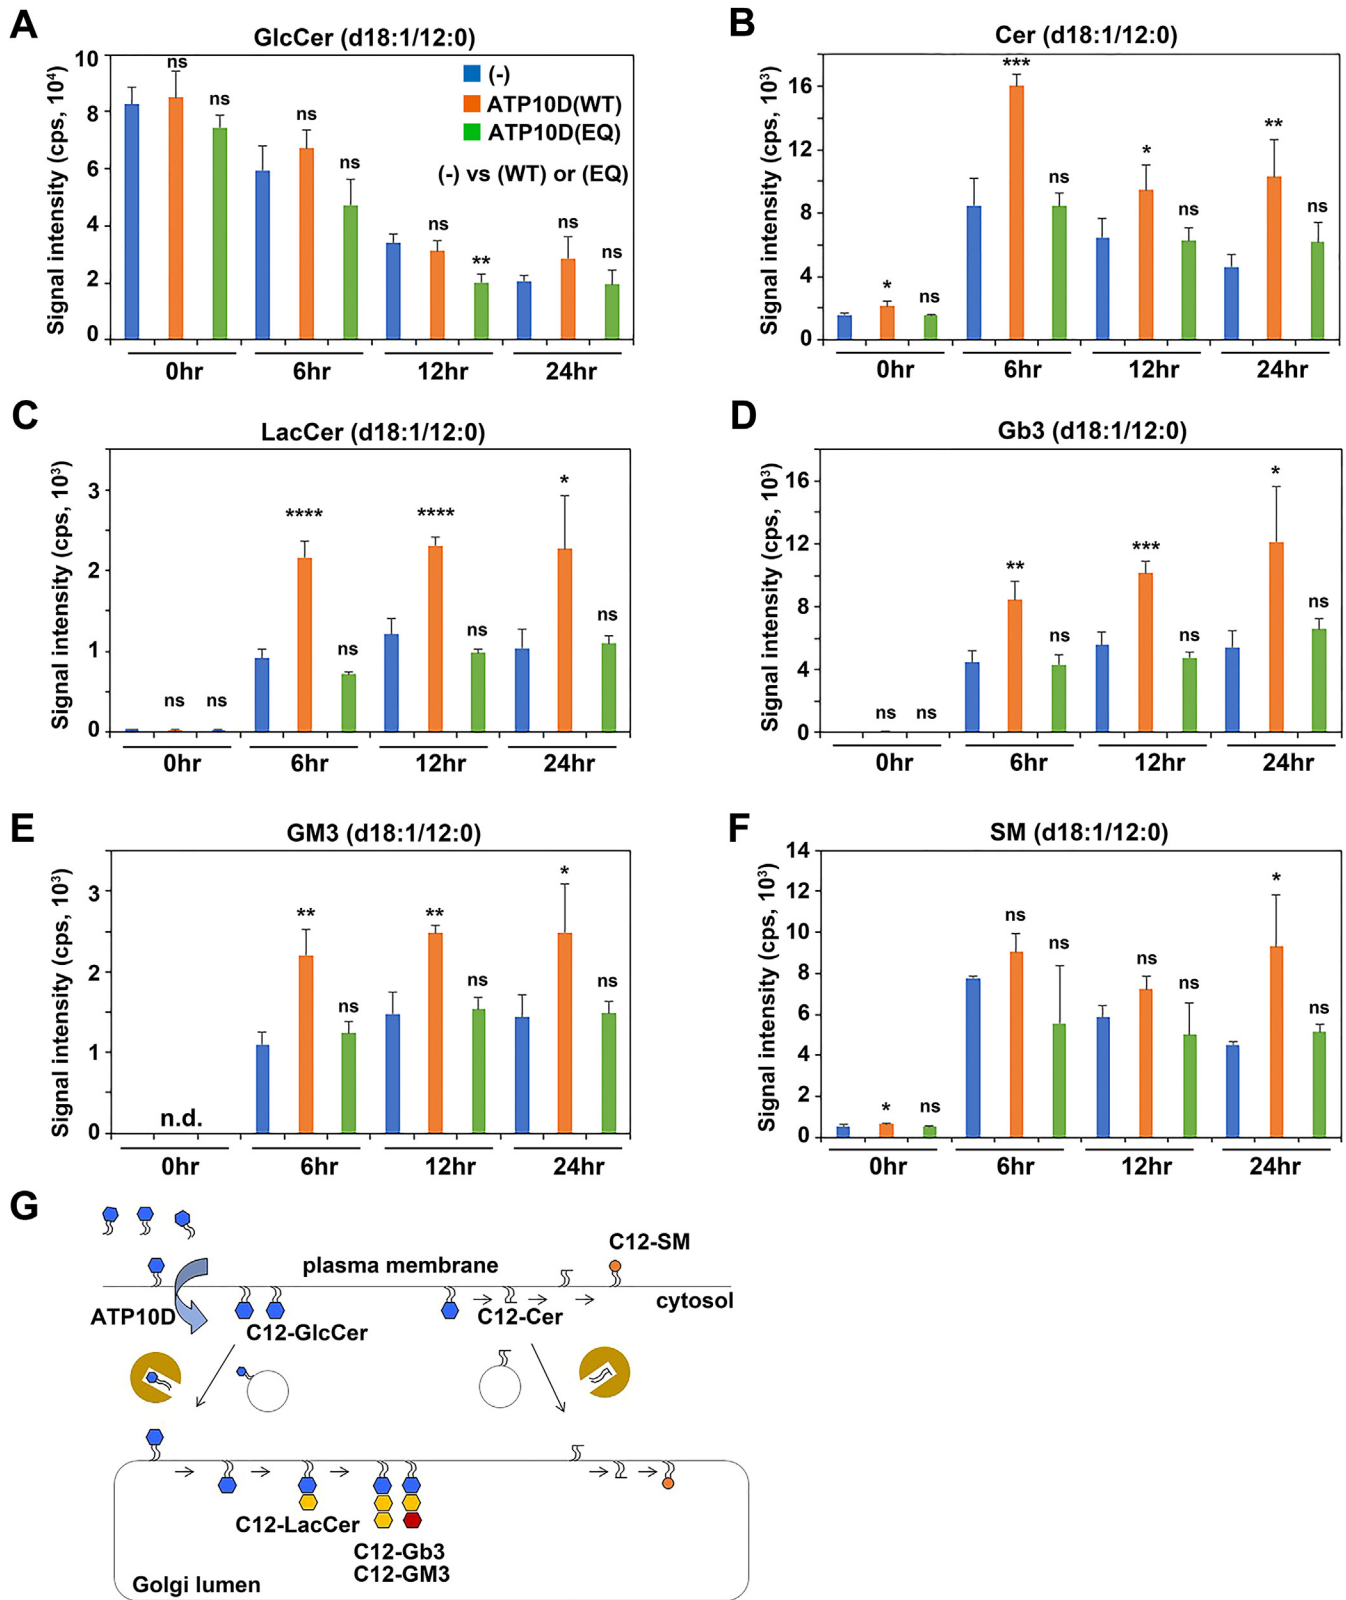 A
GlcCer (d18:1/12:0)
Signal intensity (cps, 10⁴)
10
8
6
4
2
0
ns
ns
ns
ns
ns
**
ns
ns
(-)
ATP10D(WT)
ATP10D(EQ)
(-) vs (WT) or (EQ)
0hr 6hr 12hr 24hr
B
Cer (d18:1/12:0)
Signal intensity (cps, 10³)
16
12
8
4
0
*
ns
***
ns
*
ns
**
ns
0hr 6hr 12hr 24hr
C
LacCer (d18:1/12:0)
Signal intensity (cps, 10³)
3
2
1
0
ns
ns
****
ns
****
ns
*
ns
0hr 6hr 12hr 24hr
D
Gb3 (d18:1/12:0)
Signal intensity (cps, 10³)
16
12
8
4
0
ns
ns
**
ns
***
ns
*
ns
0hr 6hr 12hr 24hr
E
GM3 (d18:1/12:0)
Signal intensity (cps, 10³)
3
2
1
0
n.d.
**
ns
**
ns
*
ns
0hr 6hr 12hr 24hr
F
SM (d18:1/12:0)
Signal intensity (cps, 10³)
14
12
10
8
6
4
2
0
*
ns
ns
ns
ns
ns
*
ns
0hr 6hr 12hr 24hr
G
C12-SM
plasma membrane
cytosol
ATP10D
C12-GlcCer
C12-Cer
C12-LacCer
C12-Gb3
C12-GM3
Golgi lumen